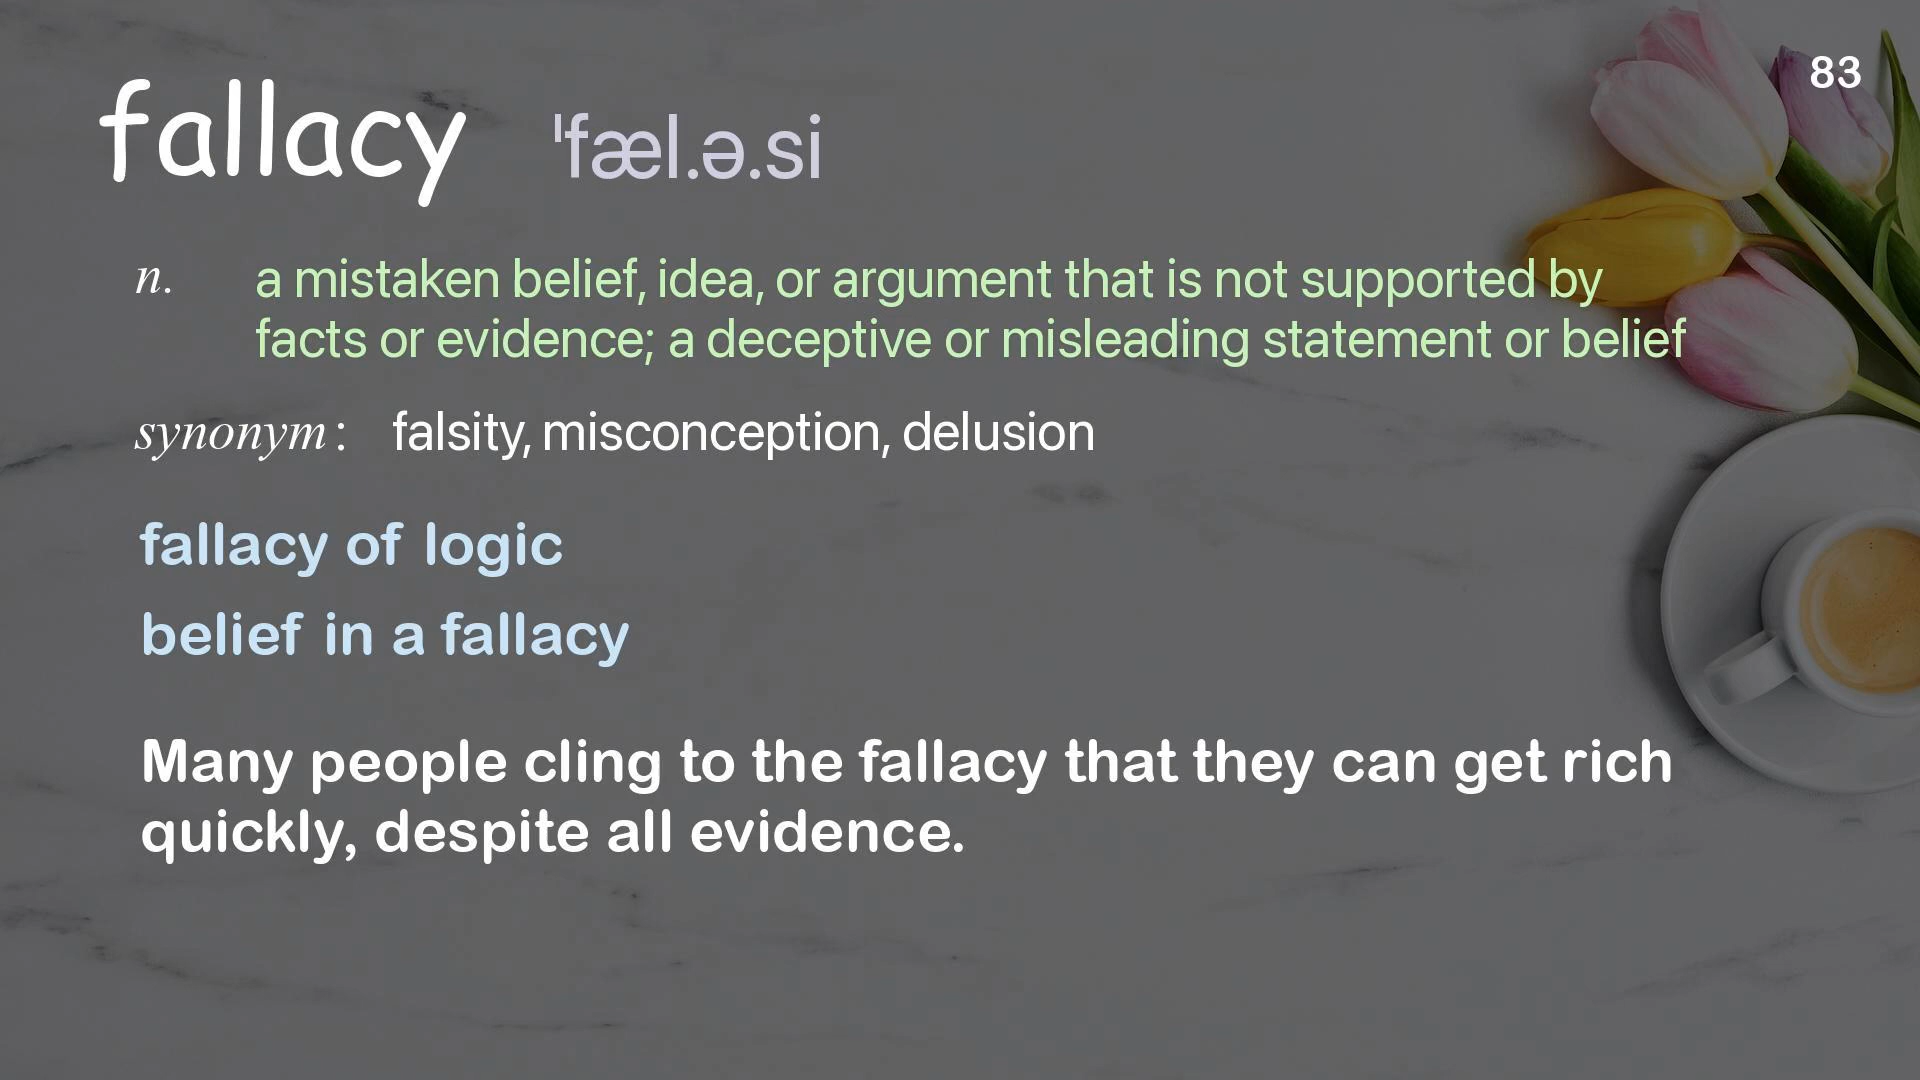 83
fallacy ˈfæl.ə.si
n. a mistaken belief, idea, or argument that is not supported by
facts or evidence; a deceptive or misleading statement or belief
synonym: falsity, misconception, delusion
fallacy of logic
belief in a fallacy
Many people cling to the fallacy that they can get rich
quickly, despite all evidence.